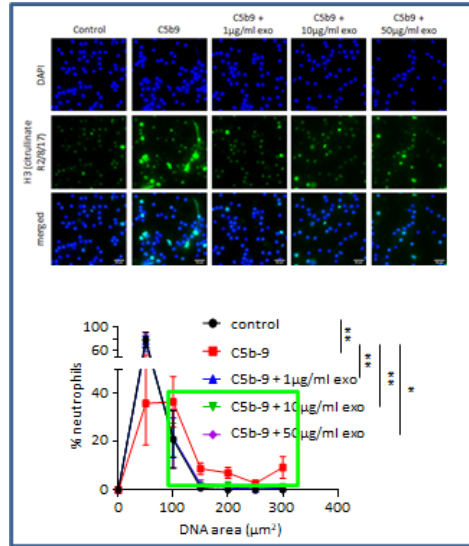 Control
C5b9
C5b9 +
1µg/ml exo
C5b9 +
10µg/ml exo
C5b9 +
50µg/ml exo
DAPI
H3 (citrulinate
R2/8/17)
merged
100
80
60
40
20
0
% neutrophils
0
100
200
300
400
DNA area (µm²)
control
C5b-9
C5b-9 + 1µg/ml exo
C5b-9 + 10µg/ml exo
C5b-9 + 50µg/ml exo
**
**
**
*